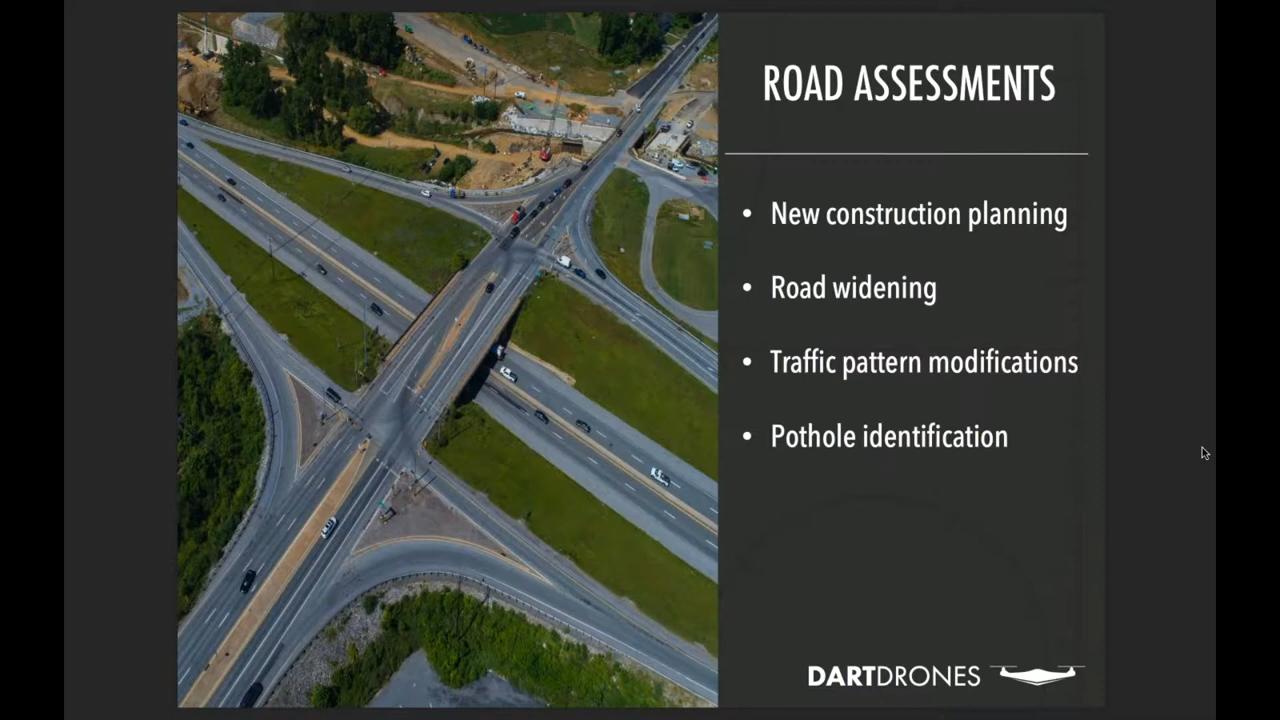 ROAD ASSESSMENTS
• New construction planning
• Road widening
• Traffic pattern modifications
• Pothole identification
DARTDRONES